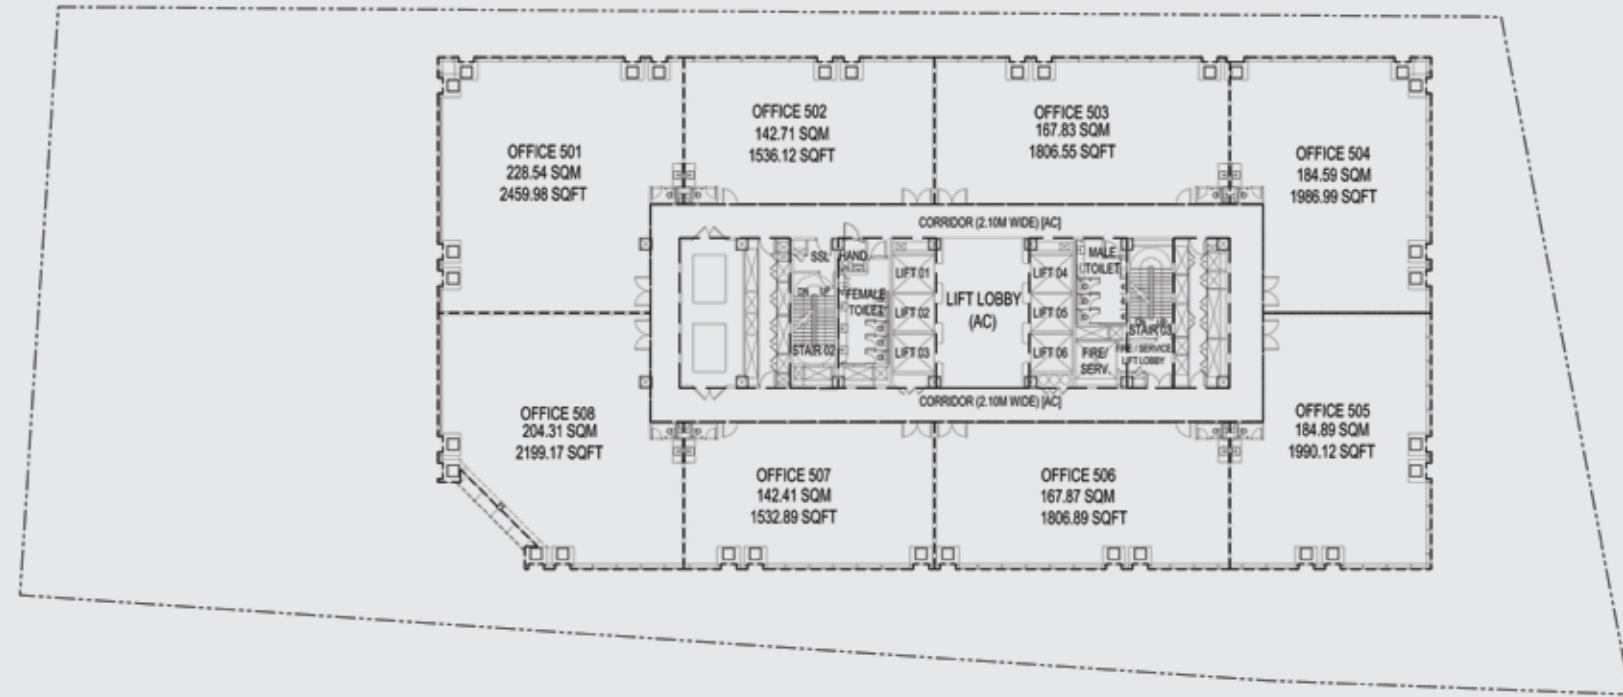 OFFICE 501
228.54 SQM
2459.98 SQFT
OFFICE 502
142.71 SQM
1536.12 SQFT
OFFICE 503
167.83 SQM
1806.55 SQFT
OFFICE 504
184.59 SQM
1986.99 SQFT
CORRIDOR (2.10M WIDE) [AC]
SSL
HAND.
DN UP
FEMALE
TOILET
STAIR 02
LIFT 01
LIFT 02
LIFT 03
LIFT LOBBY
(AC)
LIFT 04
LIFT 05
LIFT 06
MALE
TOILET
FIRE/
SERV.
DN UP
STAIR 03
FIRE / SERVICE
LIFT LOBBY
CORRIDOR (2.10M WIDE) [AC]
OFFICE 508
204.31 SQM
2199.17 SQFT
OFFICE 507
142.41 SQM
1532.89 SQFT
OFFICE 506
167.87 SQM
1806.89 SQFT
OFFICE 505
184.89 SQM
1990.12 SQFT